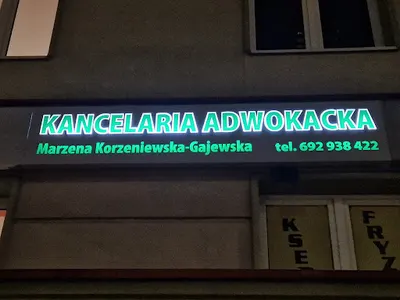 KANCELARIA ADWOKACKA
Marzena Korzeniewska-Gajewska tel. 692 938 422